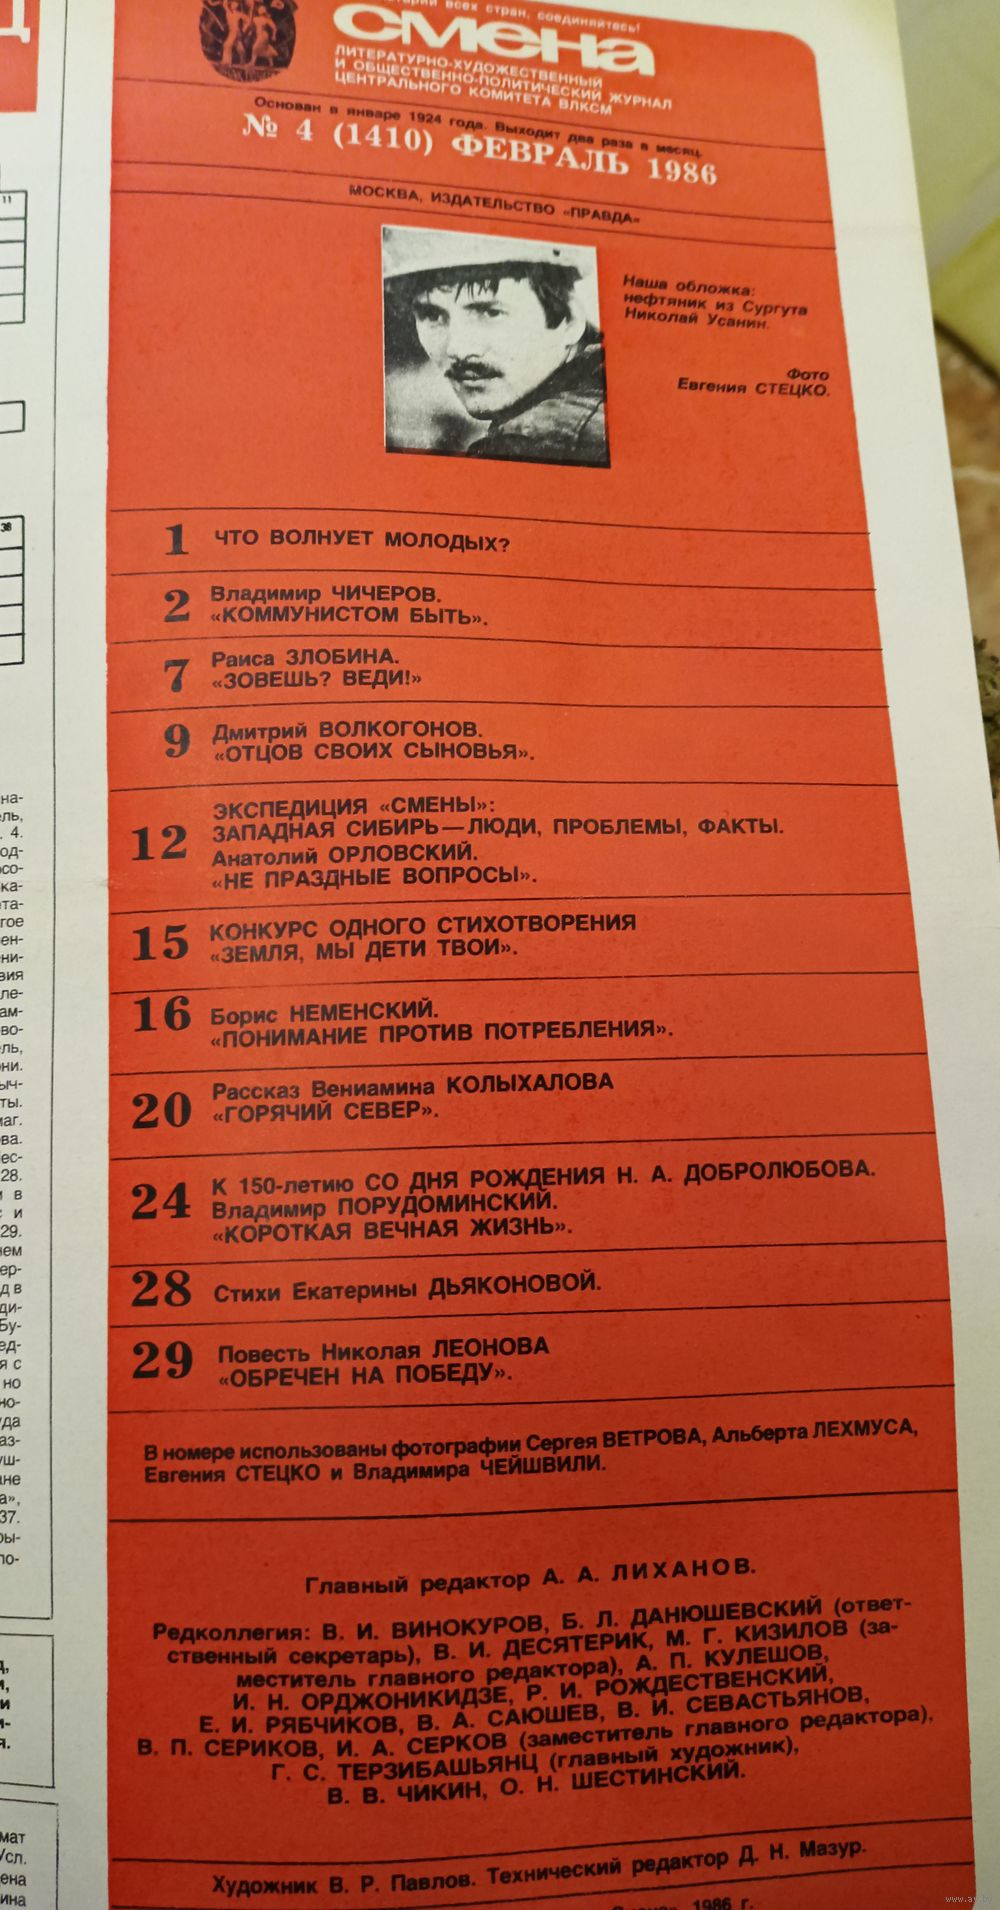 всех стран, соединяйтесь!
смена
ЛИТЕРАТУРНО-ХУДОЖЕСТВЕННЫЙ
И ОБЩЕСТВЕННО-ПОЛИТИЧЕСКИЙ ЖУРНАЛ
ЦЕНТРАЛЬНОГО КОМИТЕТА ВЛКСМ
Основан в январе 1924 года. Выходит два раза в месяц.
№ 4 (1410) ФЕВРАЛЬ 1986
МОСКВА, ИЗДАТЕЛЬСТВО «ПРАВДА»
Наша обложка:
нефтяник из Сургута
Николай Усанин.
Фото
Евгения СТЕЦКО.
1 ЧТО ВОЛНУЕТ МОЛОДЫХ?
2 Владимир ЧИЧЕРОВ.
«КОММУНИСТОМ БЫТЬ».
7 Раиса ЗЛОБИНА.
«ЗОВЕШЬ? ВЕДИ!»
9 Дмитрий ВОЛКОГОНОВ.
«ОТЦОВ СВОИХ СЫНОВЬЯ».
12 ЭКСПЕДИЦИЯ «СМЕНЫ»:
ЗАПАДНАЯ СИБИРЬ—ЛЮДИ, ПРОБЛЕМЫ, ФАКТЫ.
Анатолий ОРЛОВСКИЙ.
«НЕ ПРАЗДНЫЕ ВОПРОСЫ».
15 КОНКУРС ОДНОГО СТИХОТВОРЕНИЯ
«ЗЕМЛЯ, МЫ ДЕТИ ТВОИ».
16 Борис НЕМЕНСКИЙ.
«ПОНИМАНИЕ ПРОТИВ ПОТРЕБЛЕНИЯ».
20 Рассказ Вениамина КОЛЫХАЛОВА
«ГОРЯЧИЙ СЕВЕР».
24 К 150-летию СО ДНЯ РОЖДЕНИЯ Н. А. ДОБРОЛЮБОВА.
Владимир ПОРУДОМИНСКИЙ.
«КОРОТКАЯ ВЕЧНАЯ ЖИЗНЬ».
28 Стихи Екатерины ДЬЯКОНОВОЙ.
29 Повесть Николая ЛЕОНОВА
«ОБРЕЧЕН НА ПОБЕДУ».
В номере использованы фотографии Сергея ВЕТРОВА, Альберта ЛЕХМУСА,
Евгения СТЕЦКО и Владимира ЧЕЙШВИЛИ.
Главный редактор А. А. ЛИХАНОВ.
Редколлегия: В. И. ВИНОКУРОВ, Б. Л. ДАНЮШЕВСКИЙ (ответ-
ственный секретарь), В. И. ДЕСЯТЕРИК, М. Г. КИЗИЛОВ (за-
меститель главного редактора), А. П. КУЛЕШОВ,
И. Н. ОРДЖОНИКИДЗЕ, Р. И. РОЖДЕСТВЕНСКИЙ,
Е. И. РЯБЧИКОВ, В. А. САЮШЕВ, В. И. СЕВАСТЬЯНОВ,
В. П. СЕРИКОВ, И. А. СЕРКОВ (заместитель главного редактора),
Г. С. ТЕРЗИБАШЬЯНЦ (главный художник),
В. В. ЧИКИН, О. Н. ШЕСТИНСКИЙ.
Художник В. Р. Павлов. Технический редактор Д. Н. Мазур.
1986 г.